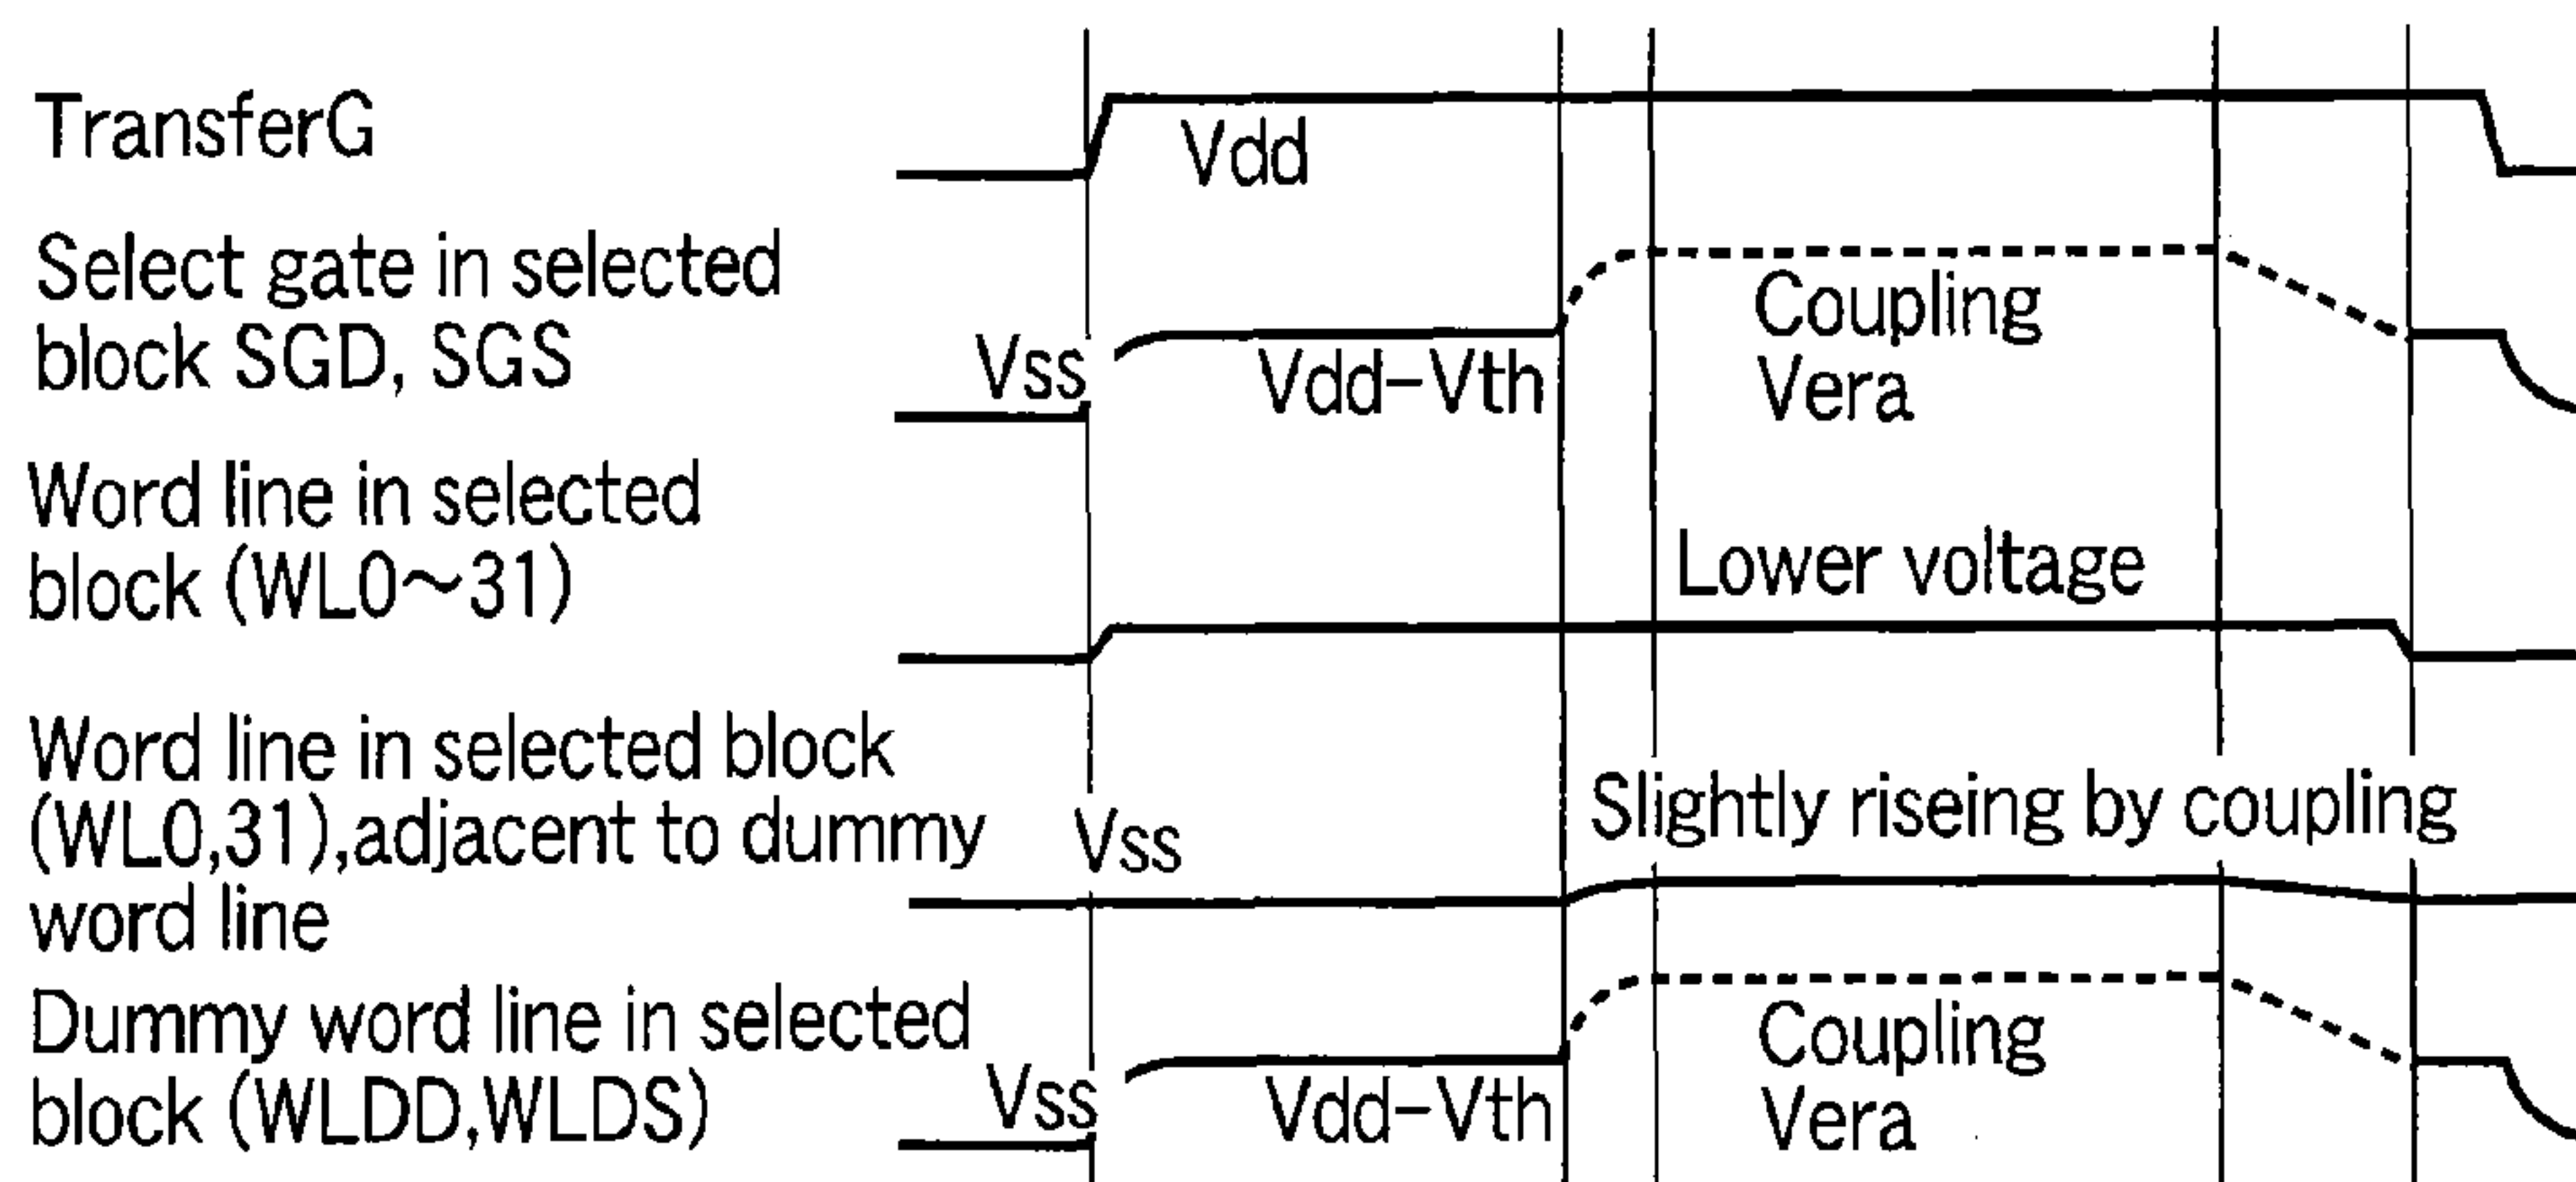 TransferG
Vdd
Select gate in selected
block SGD, SGS
Vss
Vdd-Vth
Coupling
Vera
Word line in selected
block (WL0~31)
Lower voltage
Word line in selected block
(WL0,31),adjacent to dummy
word line
Vss
Slightly riseing by coupling
Dummy word line in selected
block (WLDD,WLDS)
Vss
Vdd-Vth
Coupling
Vera